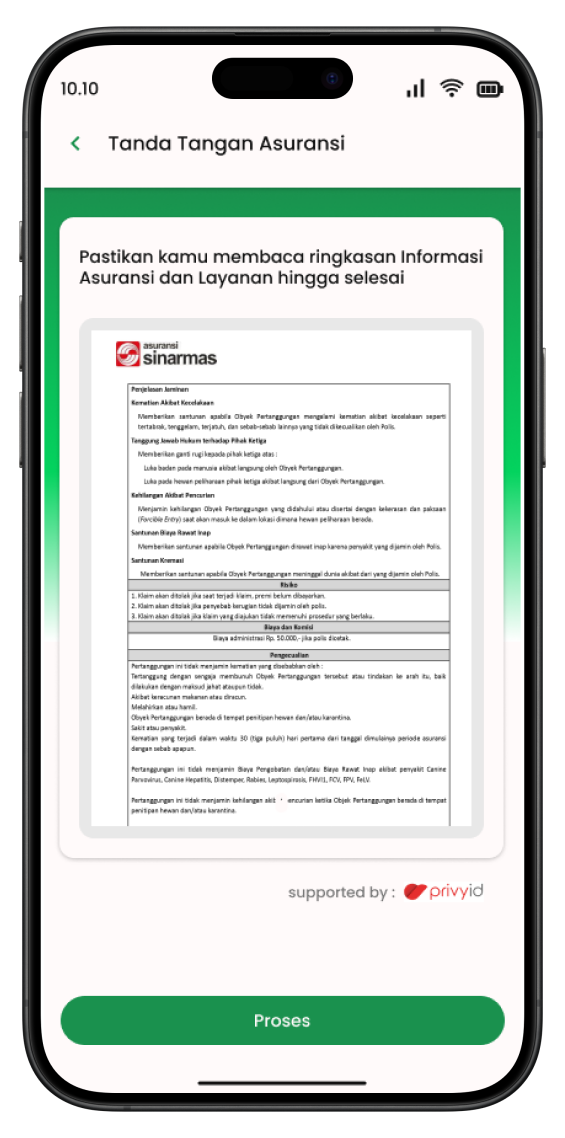 10.10
Tanda Tangan Asuransi
Pastikan kamu membaca ringkasan Informasi
Asuransi dan Layanan hingga selesai
asuransi
sinarmas
Penjelasan Jaminan
Kematian Akibat Kecelakaan
Memberikan santunan apabila Obyek Pertanggungan mengalami kematian akibat kecelakaan seperti
tertabrak, tenggelam, terjatuh, dan sebab-sebab lainnya yang tidak dikecualikan oleh Polis.
Tanggung Jawab Hukum terhadap Pihak Ketiga
Memberikan ganti rugi kepada pihak ketiga atas :
Luka badan pada manusia akibat langsung oleh Obyek Pertanggungan.
Luka pada hewan peliharaan pihak ketiga akibat langsung dari Obyek Pertanggungan.
Kehilangan Akibat Pencurian
Menjamin kehilangan Obyek Pertanggungan yang didahului atau disertai dengan kekerasan dan paksaan
(Forcible Entry) saat akan masuk ke dalam lokasi dimana hewan peliharaan berada.
Santunan Biaya Rawat Inap
Memberikan santunan apabila Obyek Pertanggungan dirawat inap karena penyakit yang dijamin oleh Polis.
Santunan Kremasi
Memberikan santunan apabila Obyek Pertanggungan meninggal dunia akibat dari yang dijamin oleh Polis.
Risiko
1. Klaim akan ditolak jika saat terjadi klaim, premi belum dibayarkan.
2. Klaim akan ditolak jika penyebab kerugian tidak dijamin oleh polis.
3. Klaim akan ditolak jika klaim yang diajukan tidak memenuhi prosedur yang berlaku.
Biaya dan Komisi
Biaya administrasi Rp. 50.000,- jika polis dicetak.
Pengecualian
Pertanggungan ini tidak menjamin kematian yang disebabkan oleh :
Tertanggung dengan sengaja membunuh Obyek Pertanggungan tersebut atau tindakan ke arah itu, baik
dilakukan dengan maksud jahat ataupun tidak.
Akibat keracunan makanan atau diracun.
Melahirkan atau hamil.
Obyek Pertanggungan berada di tempat penitipan hewan dan/atau karantina.
Sakit atau penyakit.
Kematian yang terjadi dalam waktu 30 (tiga puluh) hari pertama dari tanggal dimulainya periode asuransi
dengan sebab apapun.
Pertanggungan ini tidak menjamin Biaya Pengobatan dan/atau Biaya Rawat Inap akibat penyakit Canine
Parvovirus, Canine Hepatitis, Distemper, Rabies, Leptospirosis, FHV1, FCV, FPV, FeLV.
Pertanggungan ini tidak menjamin kehilangan encurian ketika Objek Pertanggungan berada di tempat
penitipan hewan dan/atau karantina.
supported by : privyid
Proses